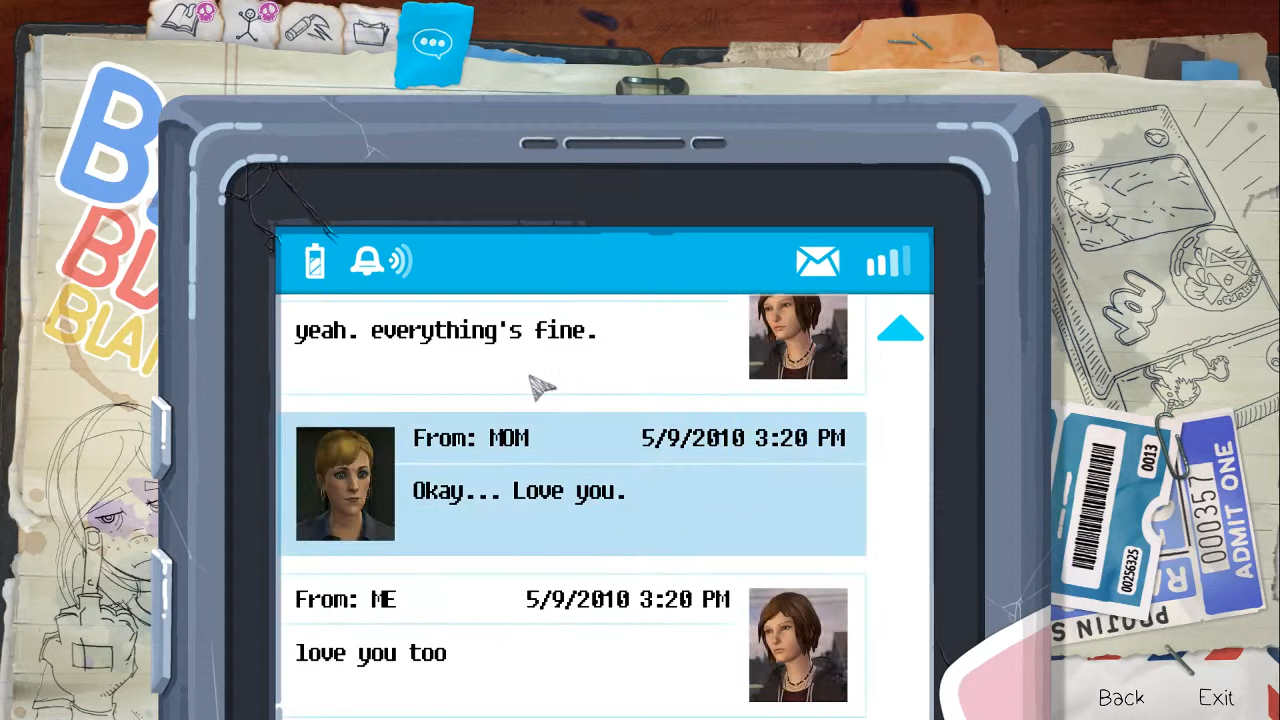 yeah. everything's fine.
From: MOM 5/9/2010 3:20 PM
Okay... Love you.
From: ME 5/9/2010 3:20 PM
love you too
0013
00256325
000357
ADMIT ONE
Back Exit